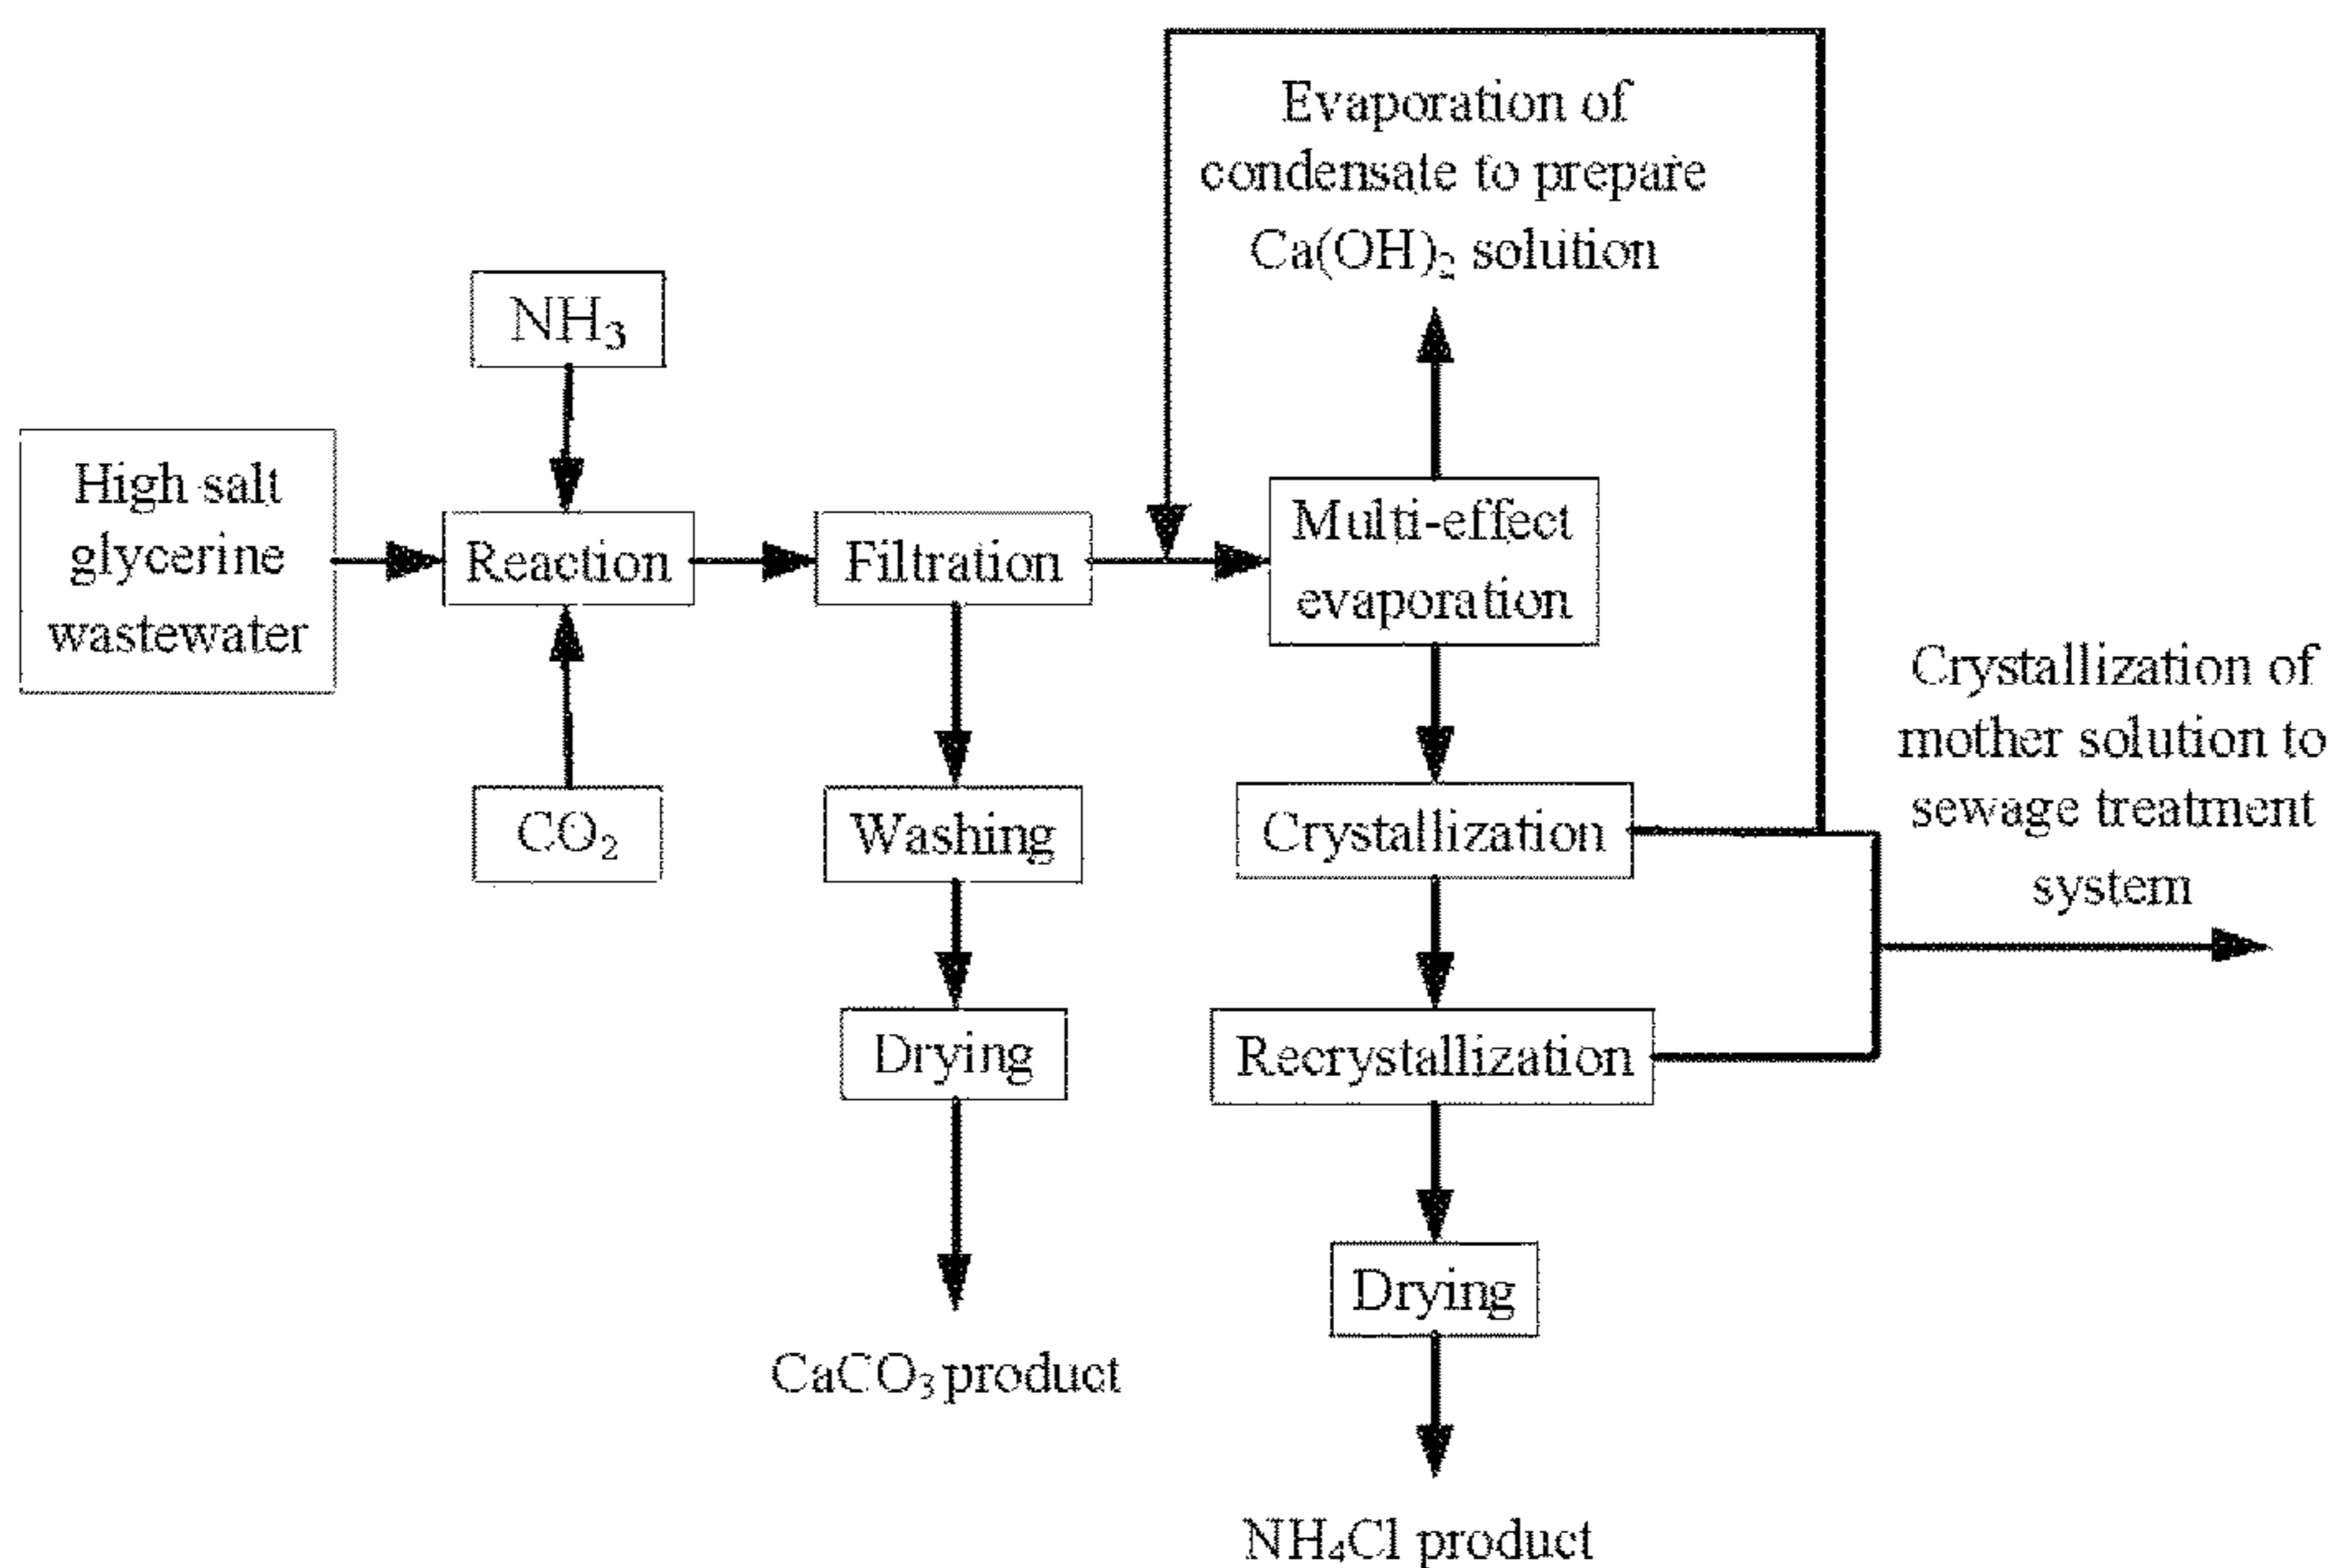 Evaporation of
condensate to prepare
Ca(OH)₂ solution
NH₃
High salt
glycerine
wastewater
Reaction
Filtration
Multi-effect
evaporation
CO₂
Washing
Crystallization
Crystallization of
mother solution to
sewage treatment
system
Drying
Recrystallization
Drying
CaCO₃ product
NH₄Cl product